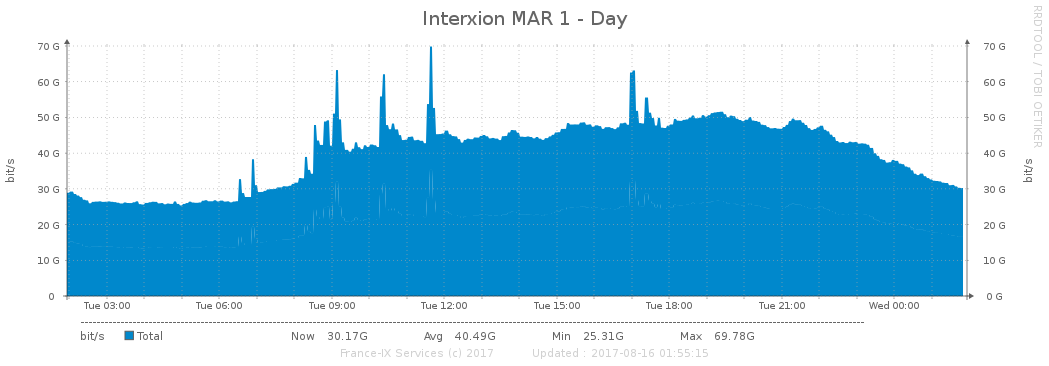 Interxion MAR 1 - Day
RRDTOOL / TOBI OETIKER
bit/s
70 G 70 G
60 G 60 G
50 G 50 G
40 G 40 G
30 G 30 G
20 G 20 G
10 G 10 G
0 0 G
bit/s
Tue 03:00 Tue 06:00 Tue 09:00 Tue 12:00 Tue 15:00 Tue 18:00 Tue 21:00 Wed 00:00
bit/s Total Now 30.17G Avg 40.49G Min 25.31G Max 69.78G
France-IX Services (c) 2017 Updated : 2017-08-16 01:55:15